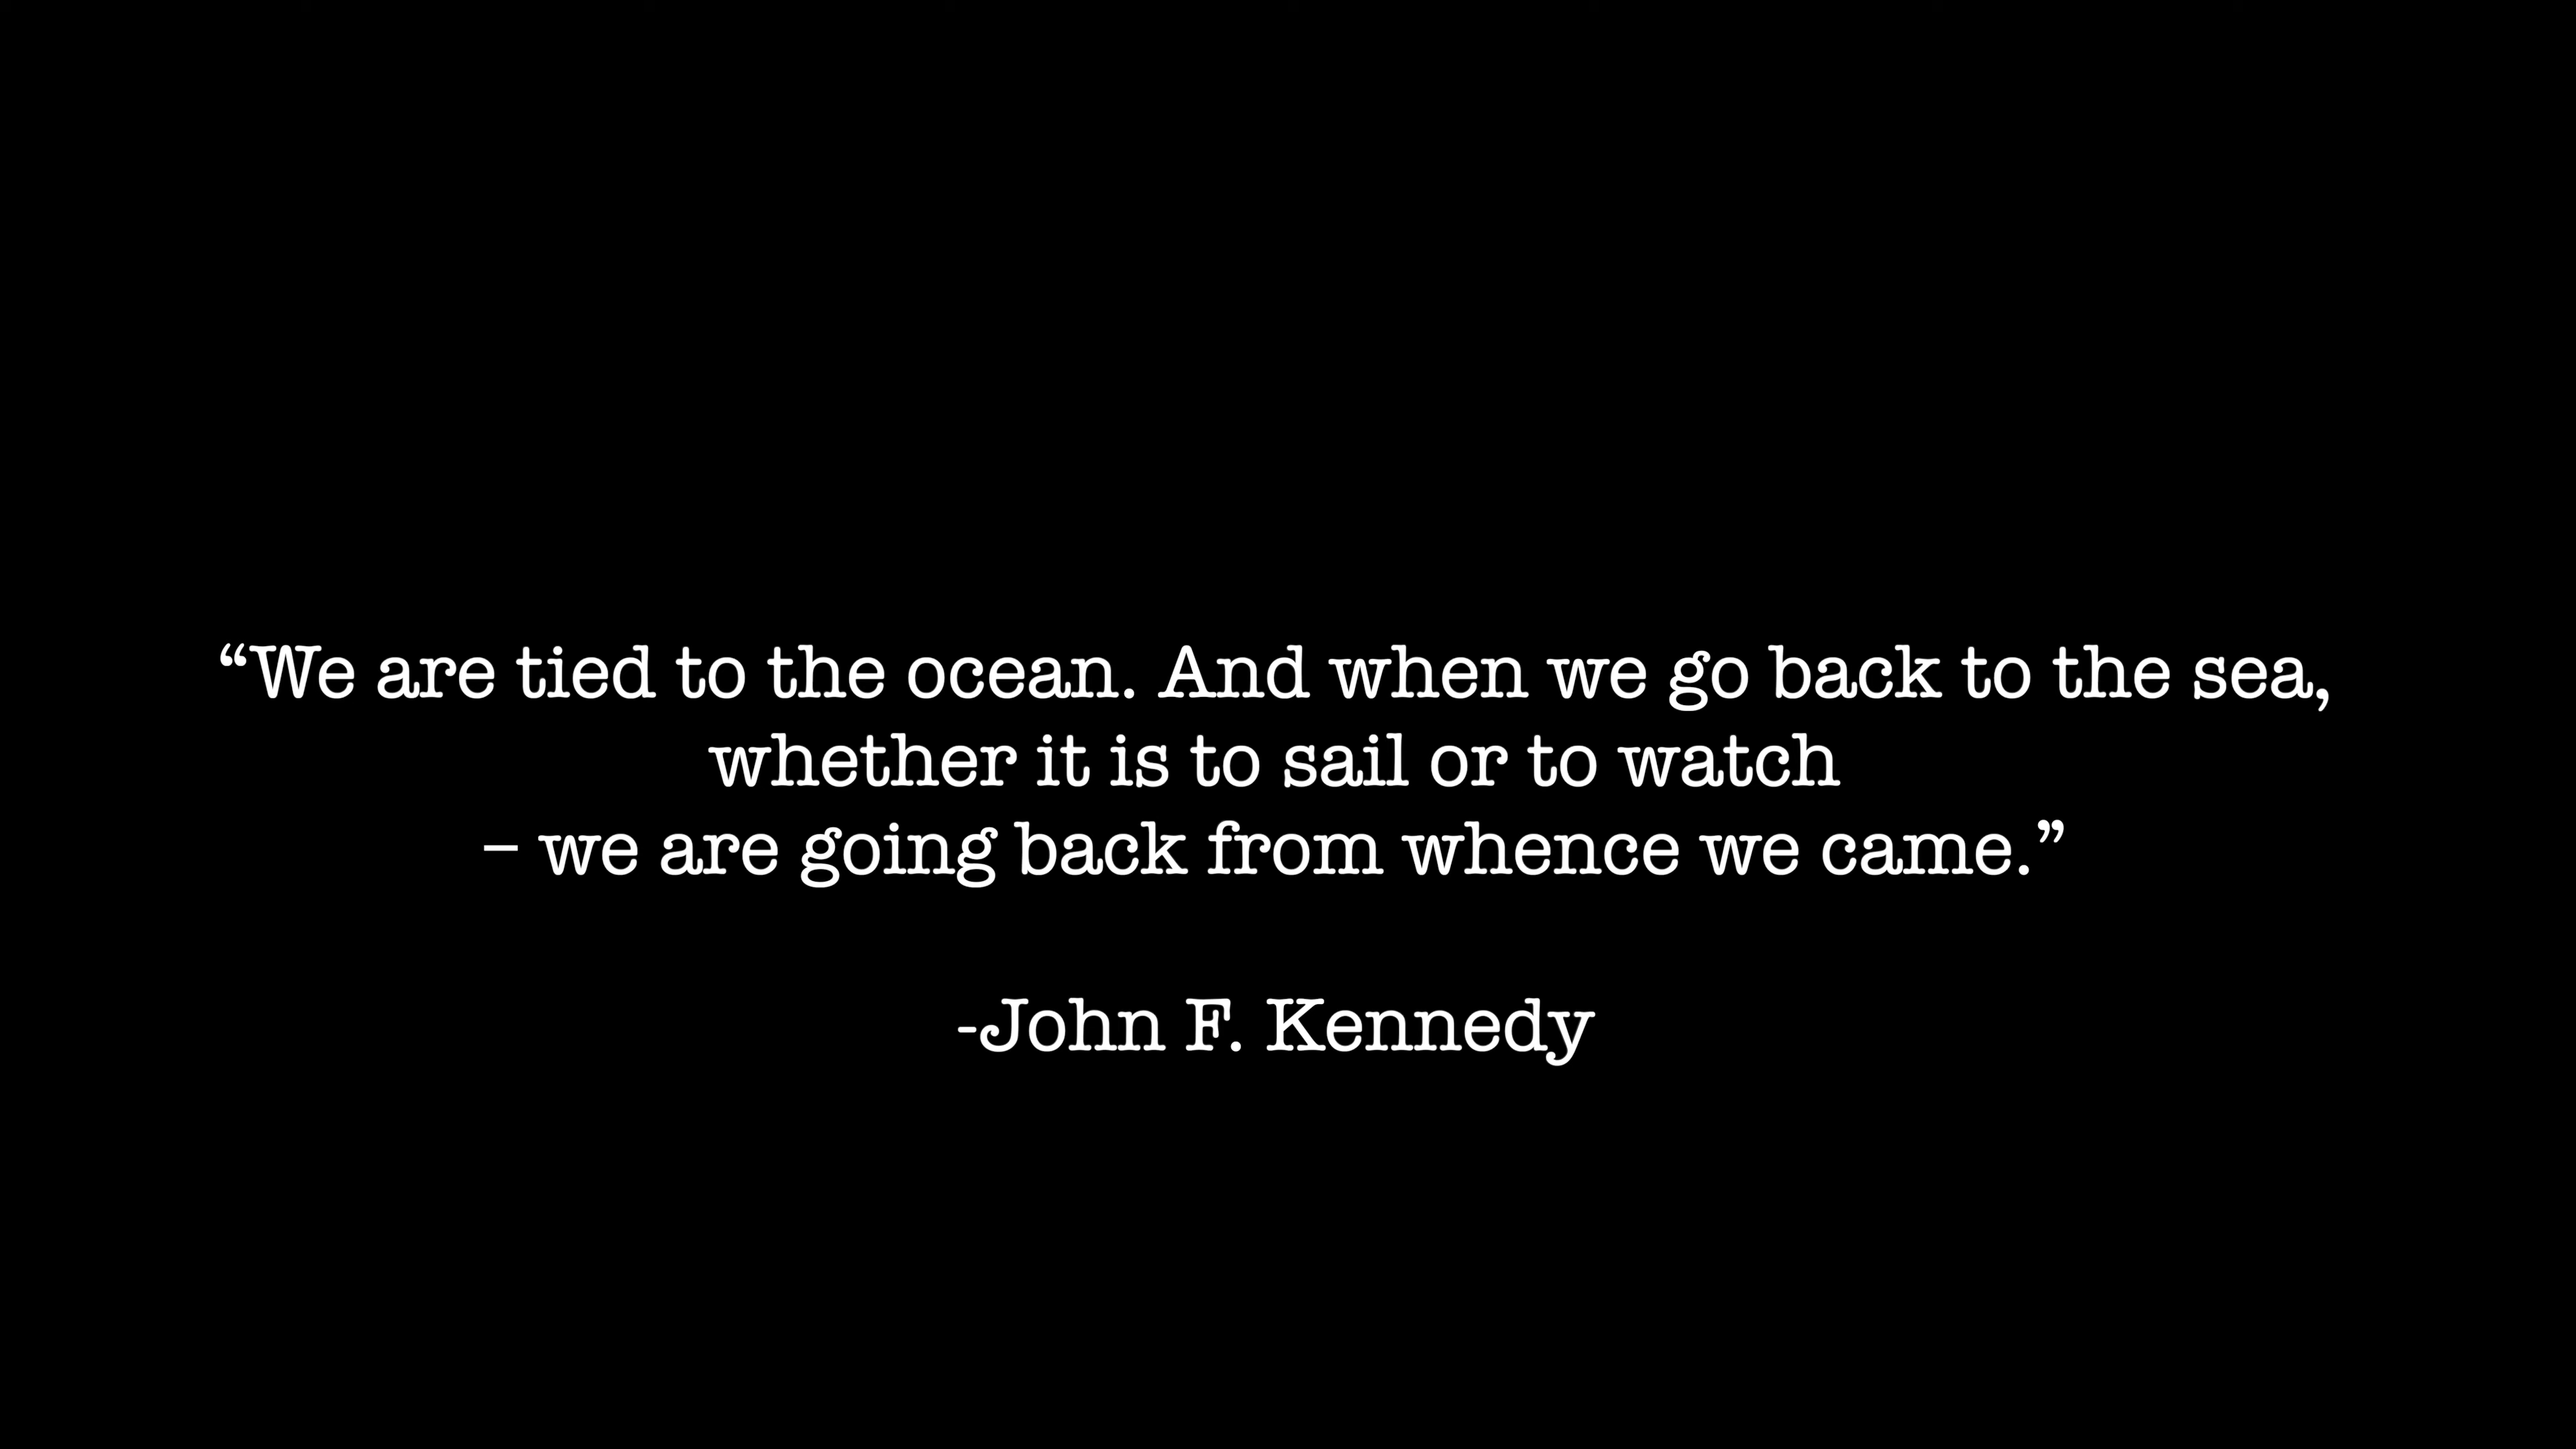 “We are tied to the ocean. And when we go back to the sea,
whether it is to sail or to watch
– we are going back from whence we came.”
-John F. Kennedy